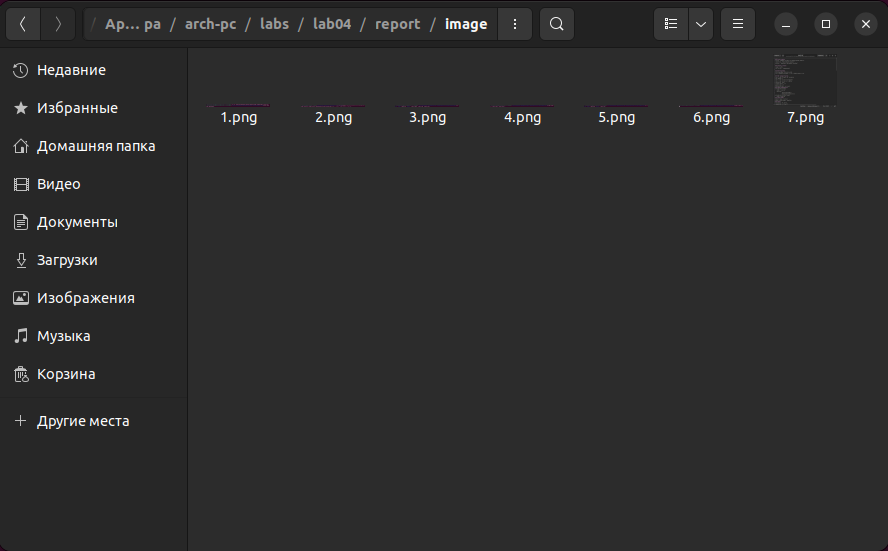 / Ар… ра / arch-pc / labs / lab04 / report / image
Недавние
Избранные
Домашняя папка
Видео
Документы
Загрузки
Изображения
Музыка
Корзина
Другие места
1.png 2.png 3.png 4.png 5.png 6.png 7.png